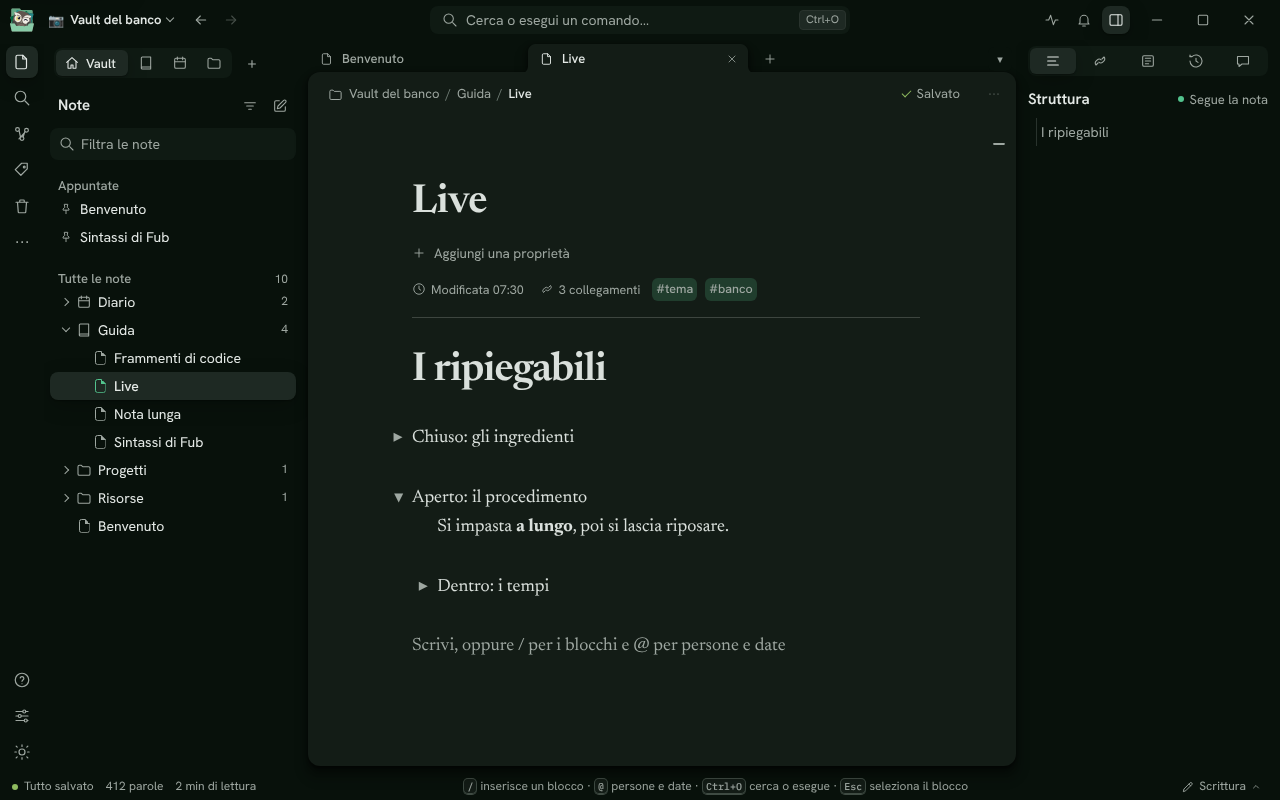 Vault del banco
Cerca o esegui un comando…
Ctrl+O
Vault
Benvenuto
Live
Note
Vault del banco / Guida / Live
Salvato
Struttura
Segue la nota
I ripiegabili
Filtra le note
Appuntate
Benvenuto
Sintassi di Fub
Tutte le note 10
Diario 2
Guida 4
Frammenti di codice
Live
Nota lunga
Sintassi di Fub
Progetti 1
Risorse 1
Benvenuto
Live
Aggiungi una proprietà
Modificata 07:30 3 collegamenti #tema #banco
I ripiegabili
Chiuso: gli ingredienti
Aperto: il procedimento
Si impasta a lungo, poi si lascia riposare.
Dentro: i tempi
Scrivi, oppure / per i blocchi e @ per persone e date
Tutto salvato 412 parole 2 min di lettura
/ inserisce un blocco · @ persone e date · Ctrl+O cerca o esegue · Esc seleziona il blocco
Scrittura